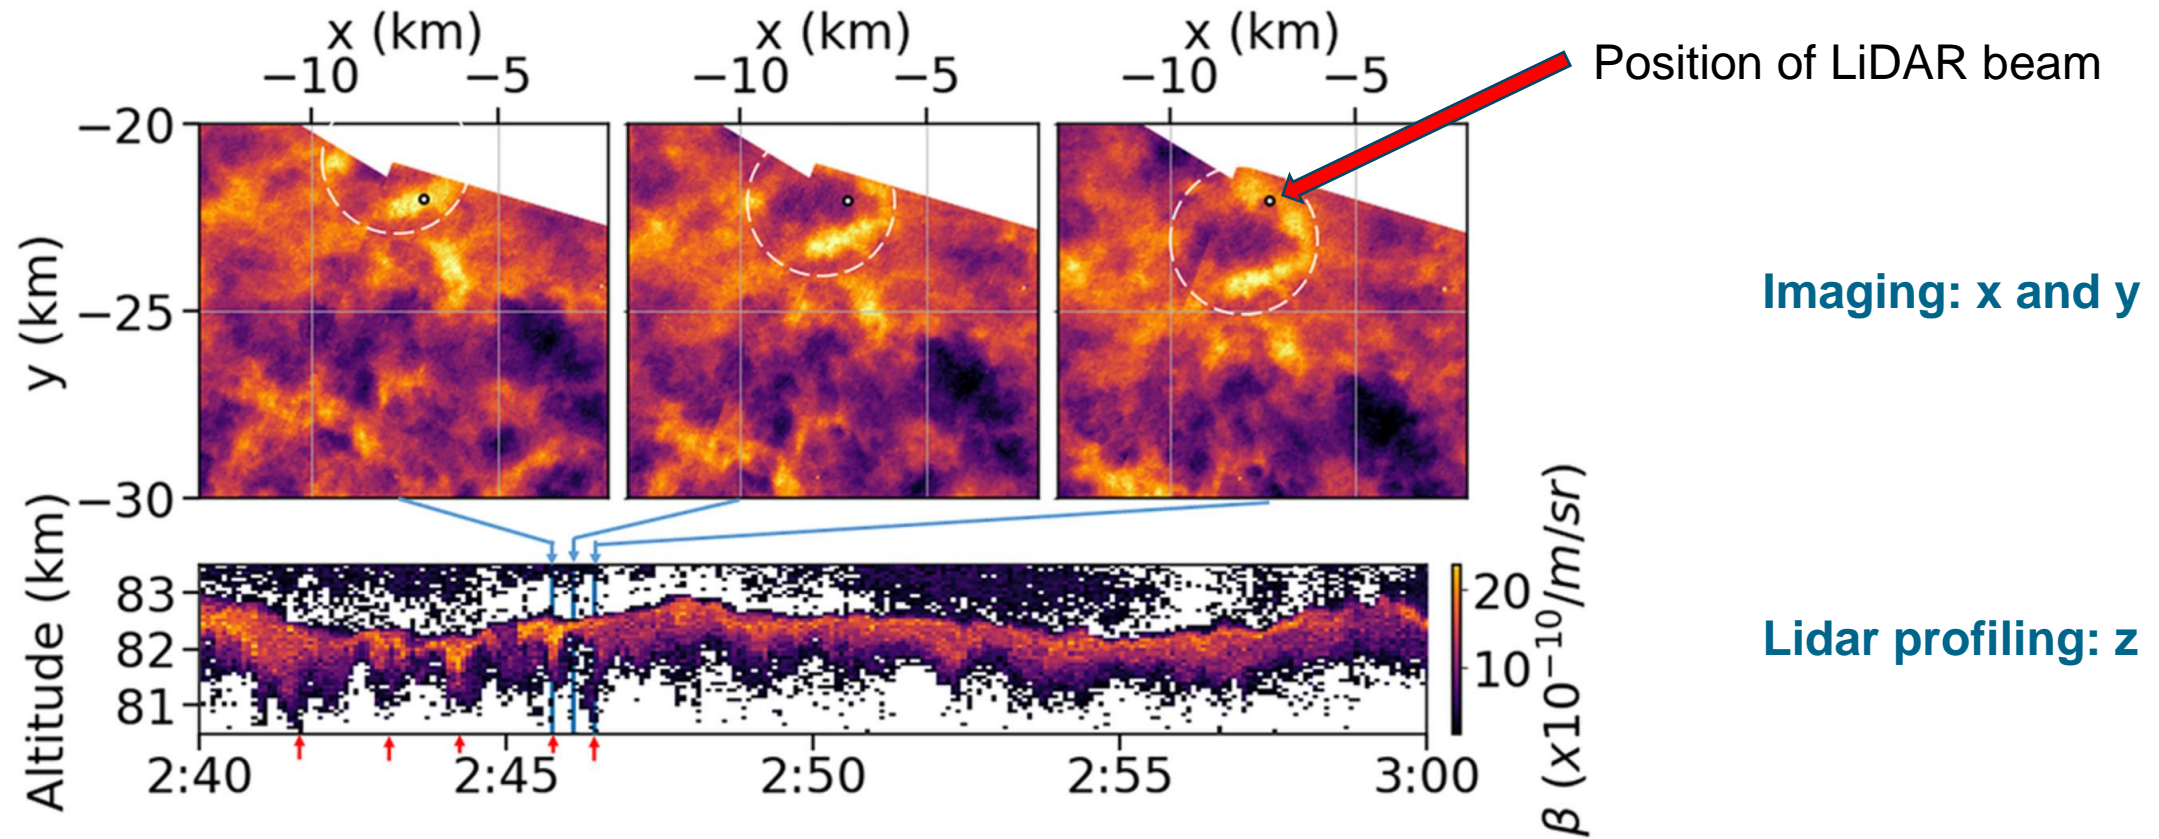 x (km) x (km) x (km)
−10 −5 −10 −5 −10 −5
Position of LiDAR beam
−20
−25
−30
y (km)
Imaging: x and y
83
82
81
Altitude (km)
20
10
β (x10⁻¹⁰/m/sr)
Lidar profiling: z
2:40 2:45 2:50 2:55 3:00